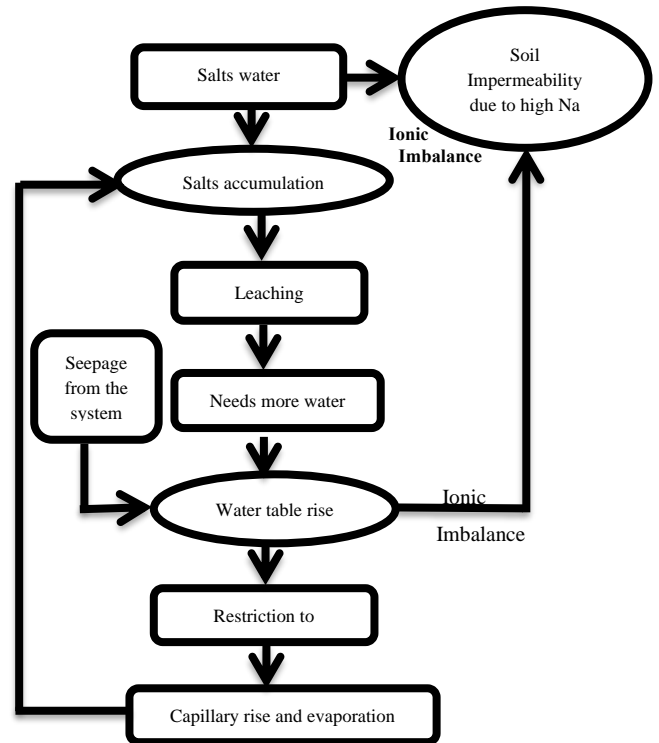 Salts water
Soil
Impermeability
due to high Na
Ionic
Imbalance
Salts accumulation
Leaching
Seepage
from the
system
Needs more water
Water table rise
Ionic
Imbalance
Restriction to
Capillary rise and evaporation